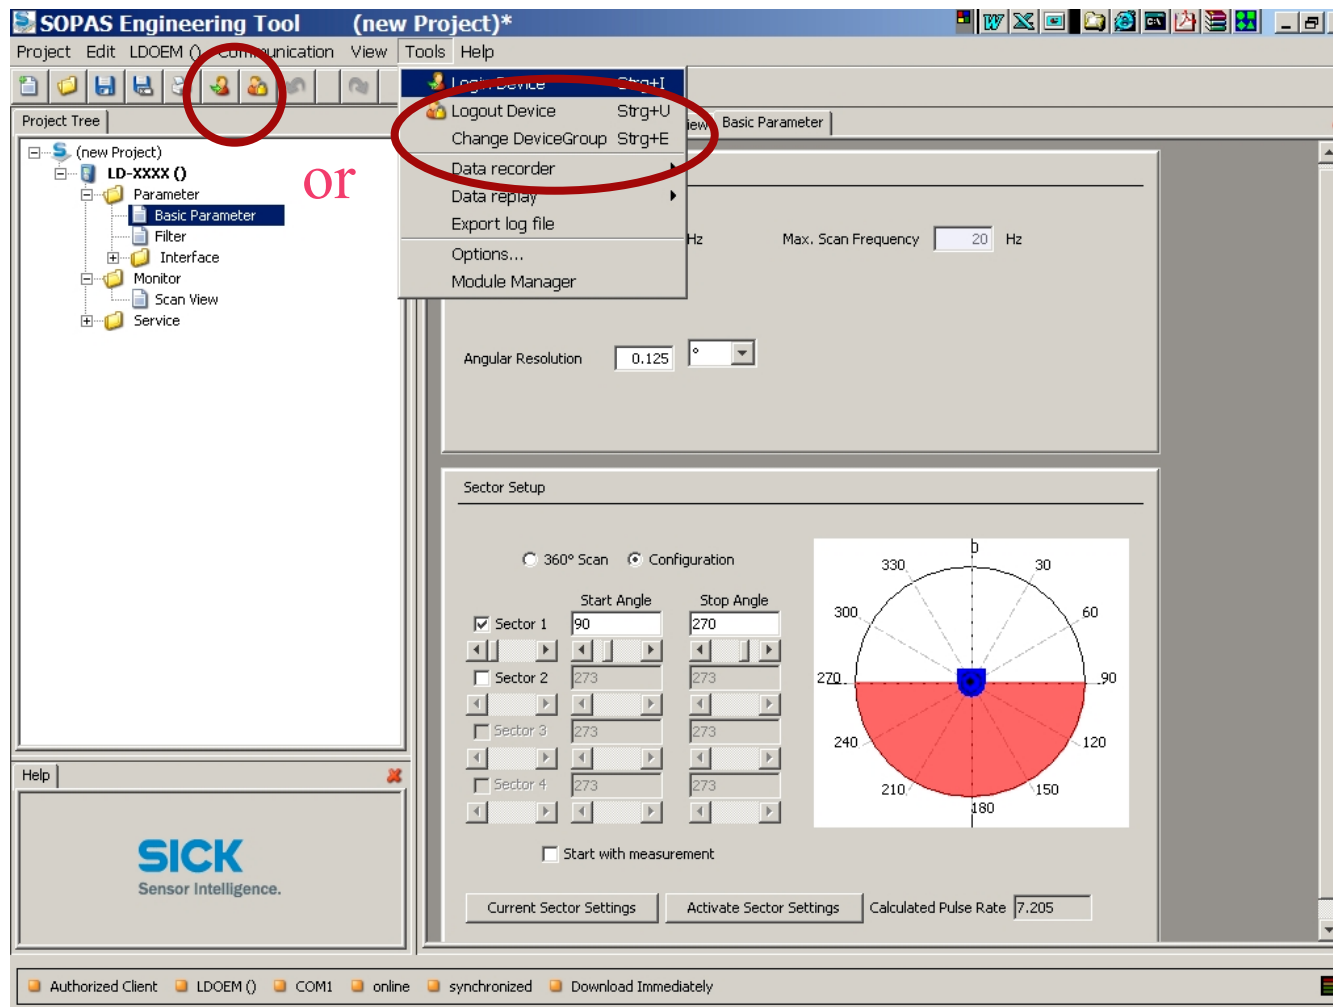 SOPAS Engineering Tool (new Project)*
Project Edit LDOEM () Communication View Tools Help
Login Device Strg+I
Logout Device Strg+U
Change DeviceGroup Strg+E
Data recorder
Data replay
Export log file
Options...
Module Manager
or
Project Tree
(new Project)
LD-XXXX ()
Parameter
Basic Parameter
Filter
Interface
Monitor
Scan View
Service
Basic Parameter
Hz Max. Scan Frequency 20 Hz
Angular Resolution 0.125 °
Sector Setup
360° Scan Configuration
Start Angle Stop Angle
Sector 1 90 270
Sector 2 273 273
Sector 3 273 273
Sector 4 273 273
Start with measurement
Current Sector Settings Activate Sector Settings Calculated Pulse Rate 7.205
0
330 30
300 60
270 90
240 120
210 150
180
Help
SICK
Sensor Intelligence.
Authorized Client LDOEM () COM1 online synchronized Download Immediately